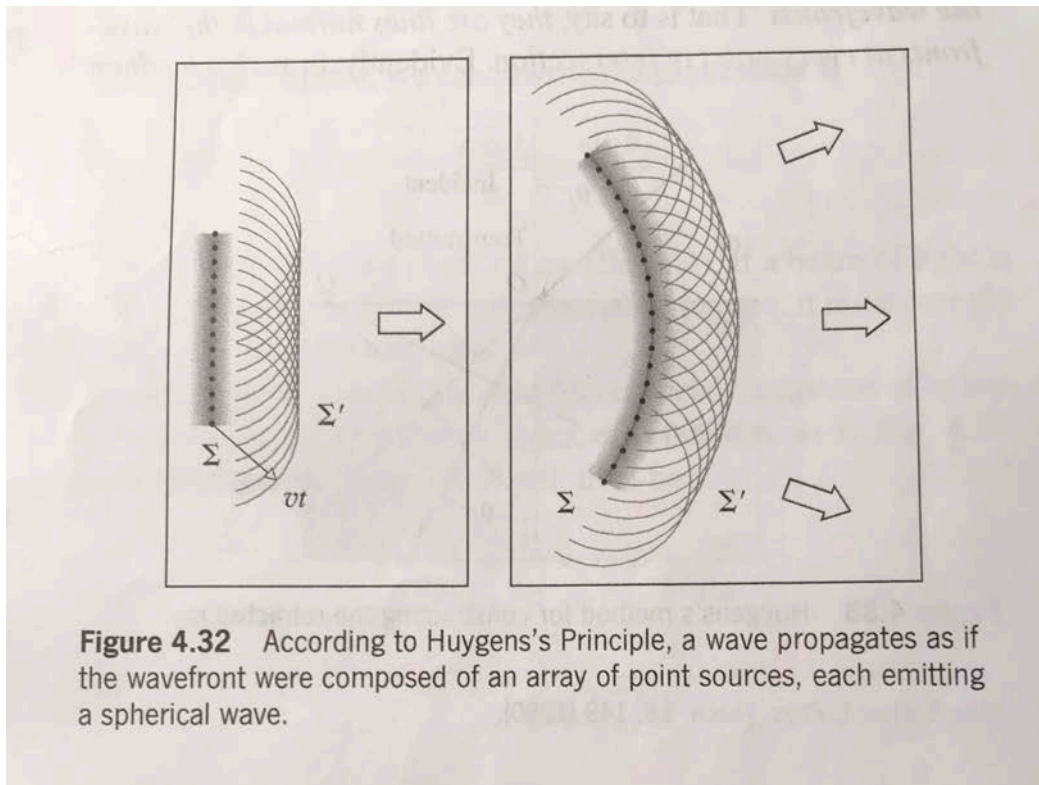 Σ
vt
Σ′
Σ
Σ′
Figure 4.32 According to Huygens's Principle, a wave propagates as if
the wavefront were composed of an array of point sources, each emitting
a spherical wave.